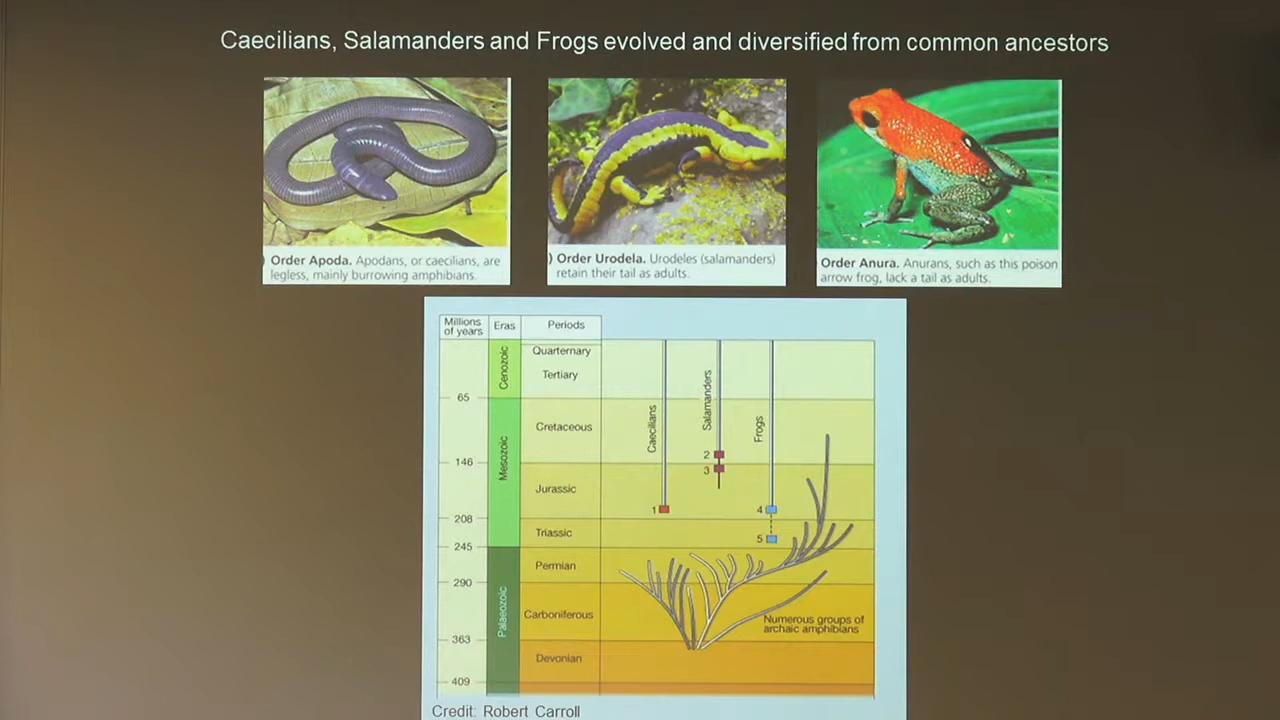 Caecilians, Salamanders and Frogs evolved and diversified from common ancestors
) Order Apoda. Apodans, or caecilians, are
legless, mainly burrowing amphibians.
) Order Urodela. Urodeles (salamanders)
retain their tail as adults.
Order Anura. Anurans, such as this poison
arrow frog, lack a tail as adults.
Millions
of years
Eras
Periods
Cenozoic
Quarternary
Tertiary
65
Mesozoic
Cretaceous
146
Jurassic
208
Triassic
245
Palaeozoic
Permian
290
Carboniferous
363
Devonian
409
Caecilians
Salamanders
Frogs
2
3
1
4
5
Numerous groups of
archaic amphibians
Credit: Robert Carroll